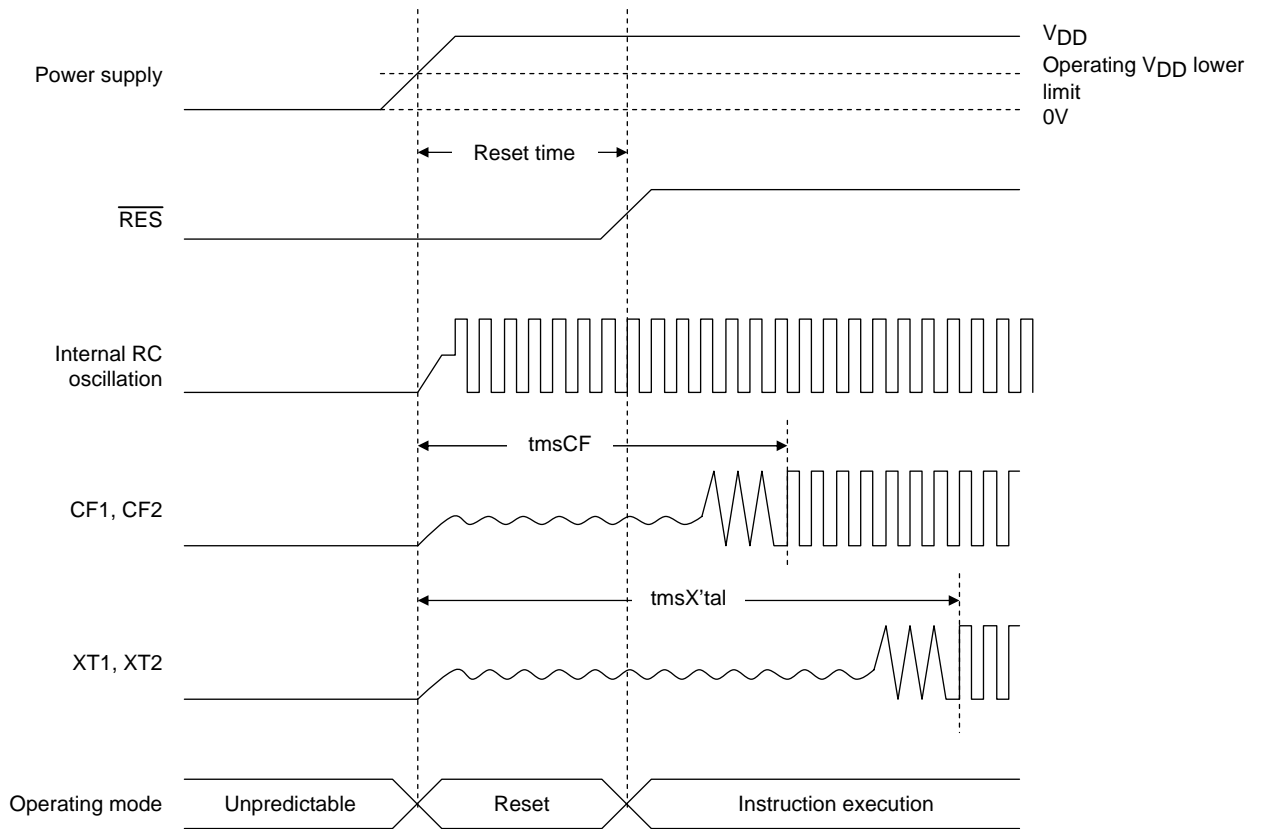 Power supply
VDD
Operating VDD lower
limit
0V
Reset time
RES
Internal RC
oscillation
tmsCF
CF1, CF2
tmsX’tal
XT1, XT2
Operating mode
Unpredictable
Reset
Instruction execution